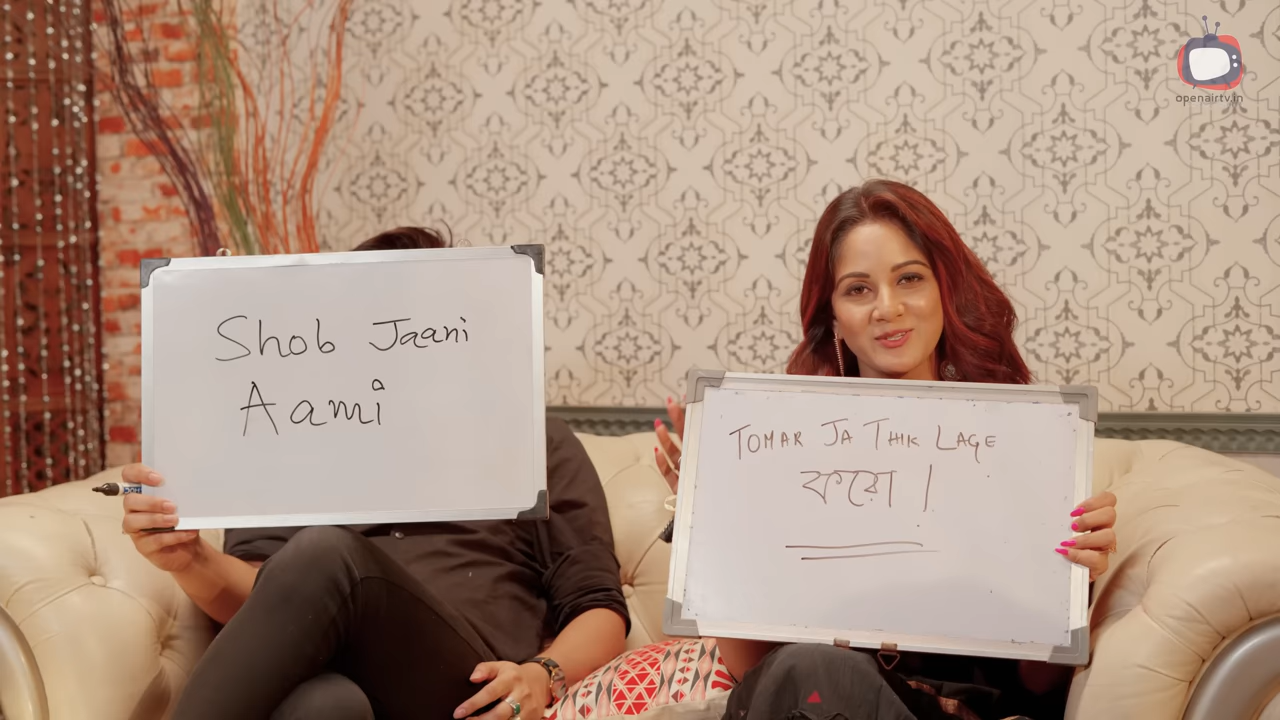 openairtv.in
Shob Jaani
Aami
TOMAR JA THIK LAGE
করো !